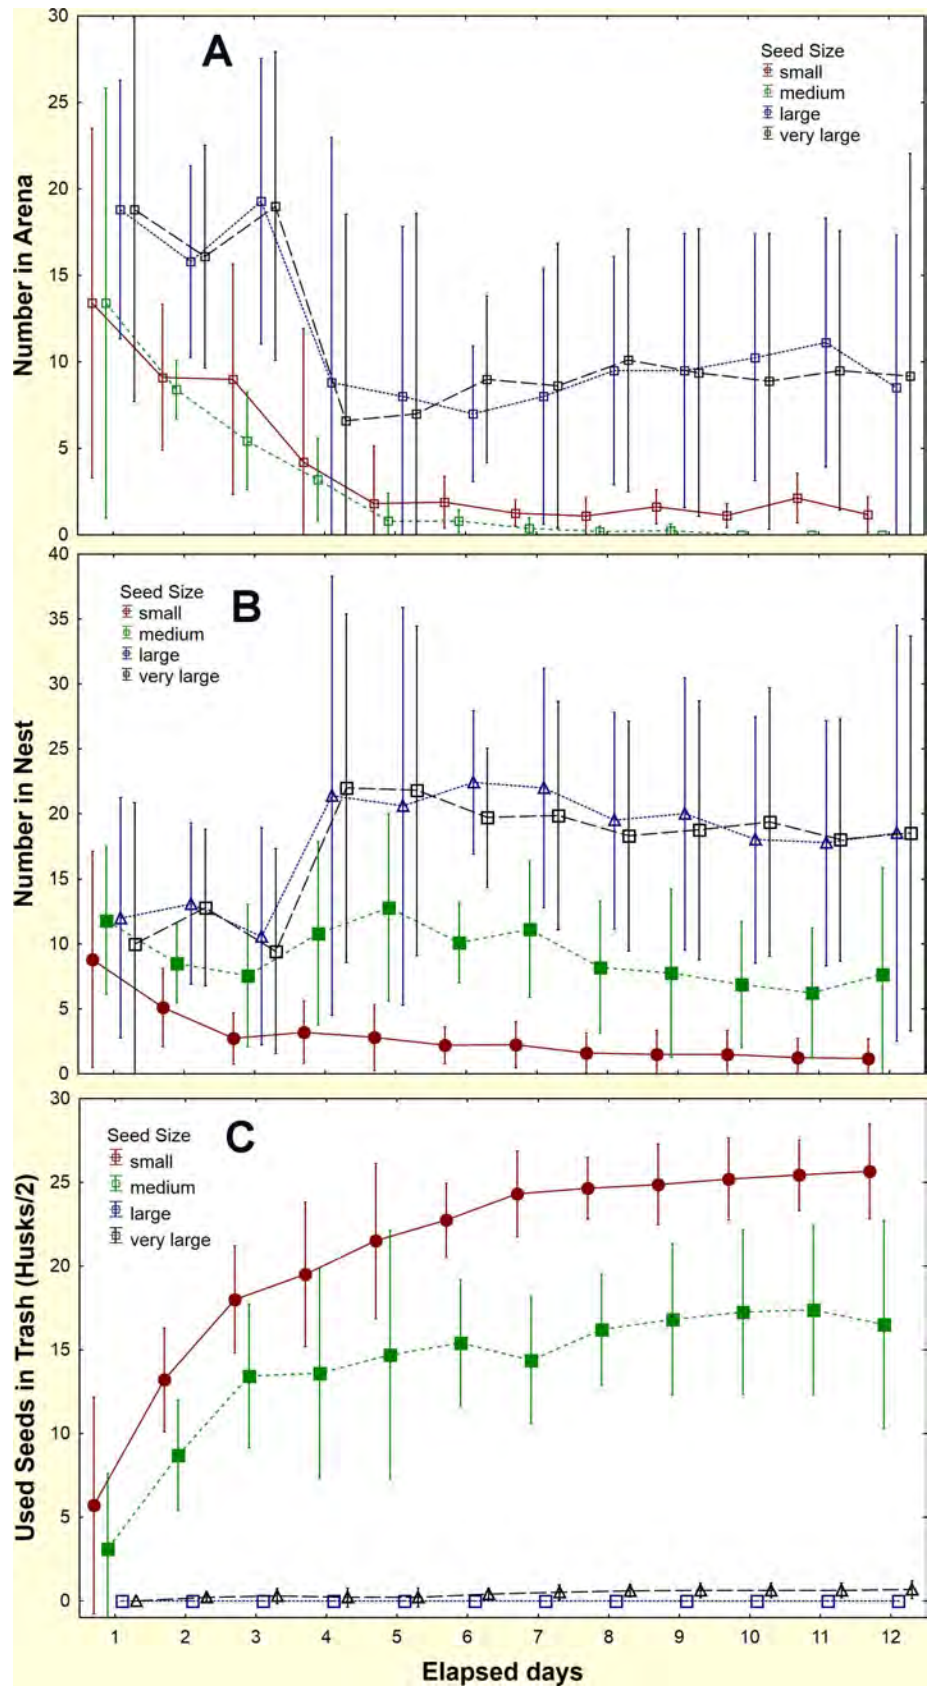 A
Seed Size
small
medium
large
very large
30
25
20
15
10
5
0
Number in Arena
B
Seed Size
small
medium
large
very large
40
35
30
25
20
15
10
5
0
Number in Nest
C
Seed Size
small
medium
large
very large
30
25
20
15
10
5
0
Used Seeds in Trash (Husks/2)
1 2 3 4 5 6 7 8 9 10 11 12
Elapsed days